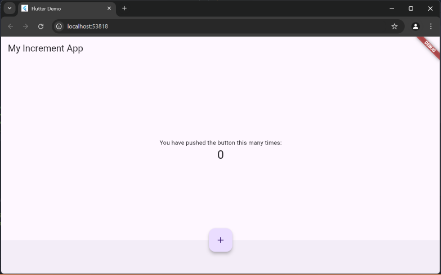 Flutter Demo
localhost:53818
My Increment App
DEBUG
You have pushed the button this many times:
0